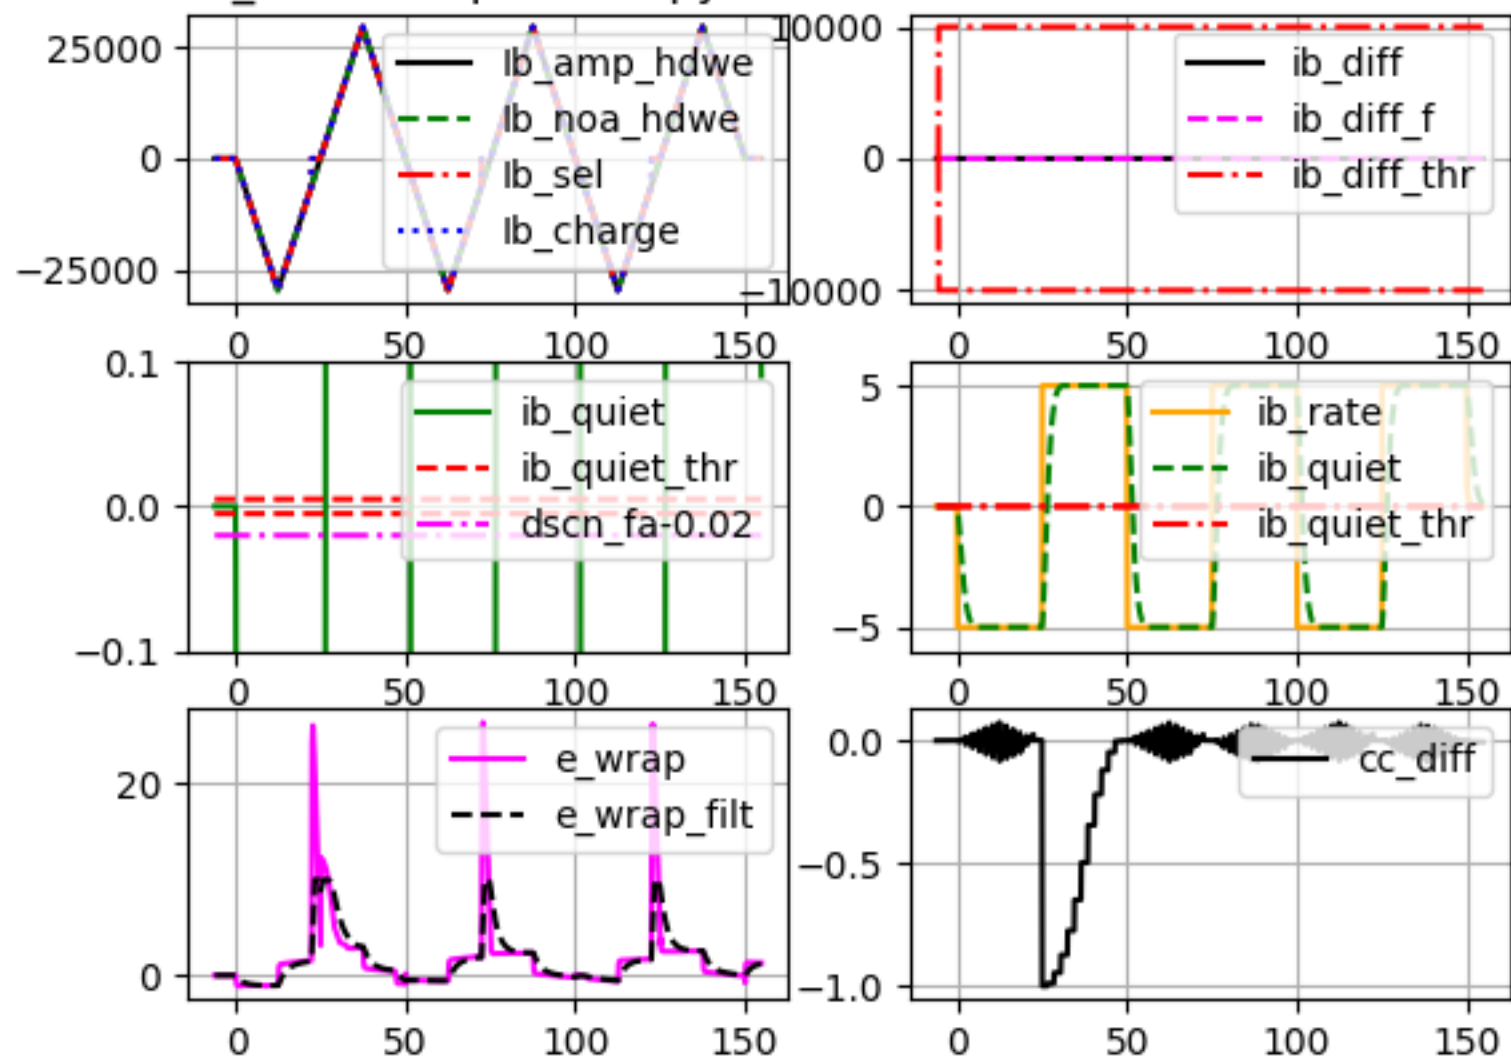 25000
0
−25000
Ib_amp_hdwe
Ib_noa_hdwe
Ib_sel
Ib_charge
0 50 100 150
10000
0
−10000
ib_diff
ib_diff_f
ib_diff_thr
0 50 100 150
0.1
0.0
−0.1
ib_quiet
ib_quiet_thr
dscn_fa-0.02
0 50 100 150
5
0
−5
ib_rate
ib_quiet
ib_quiet_thr
0 50 100 150
20
0
e_wrap
e_wrap_filt
0 50 100 150
0.0
−0.5
−1.0
cc_diff
0 50 100 150